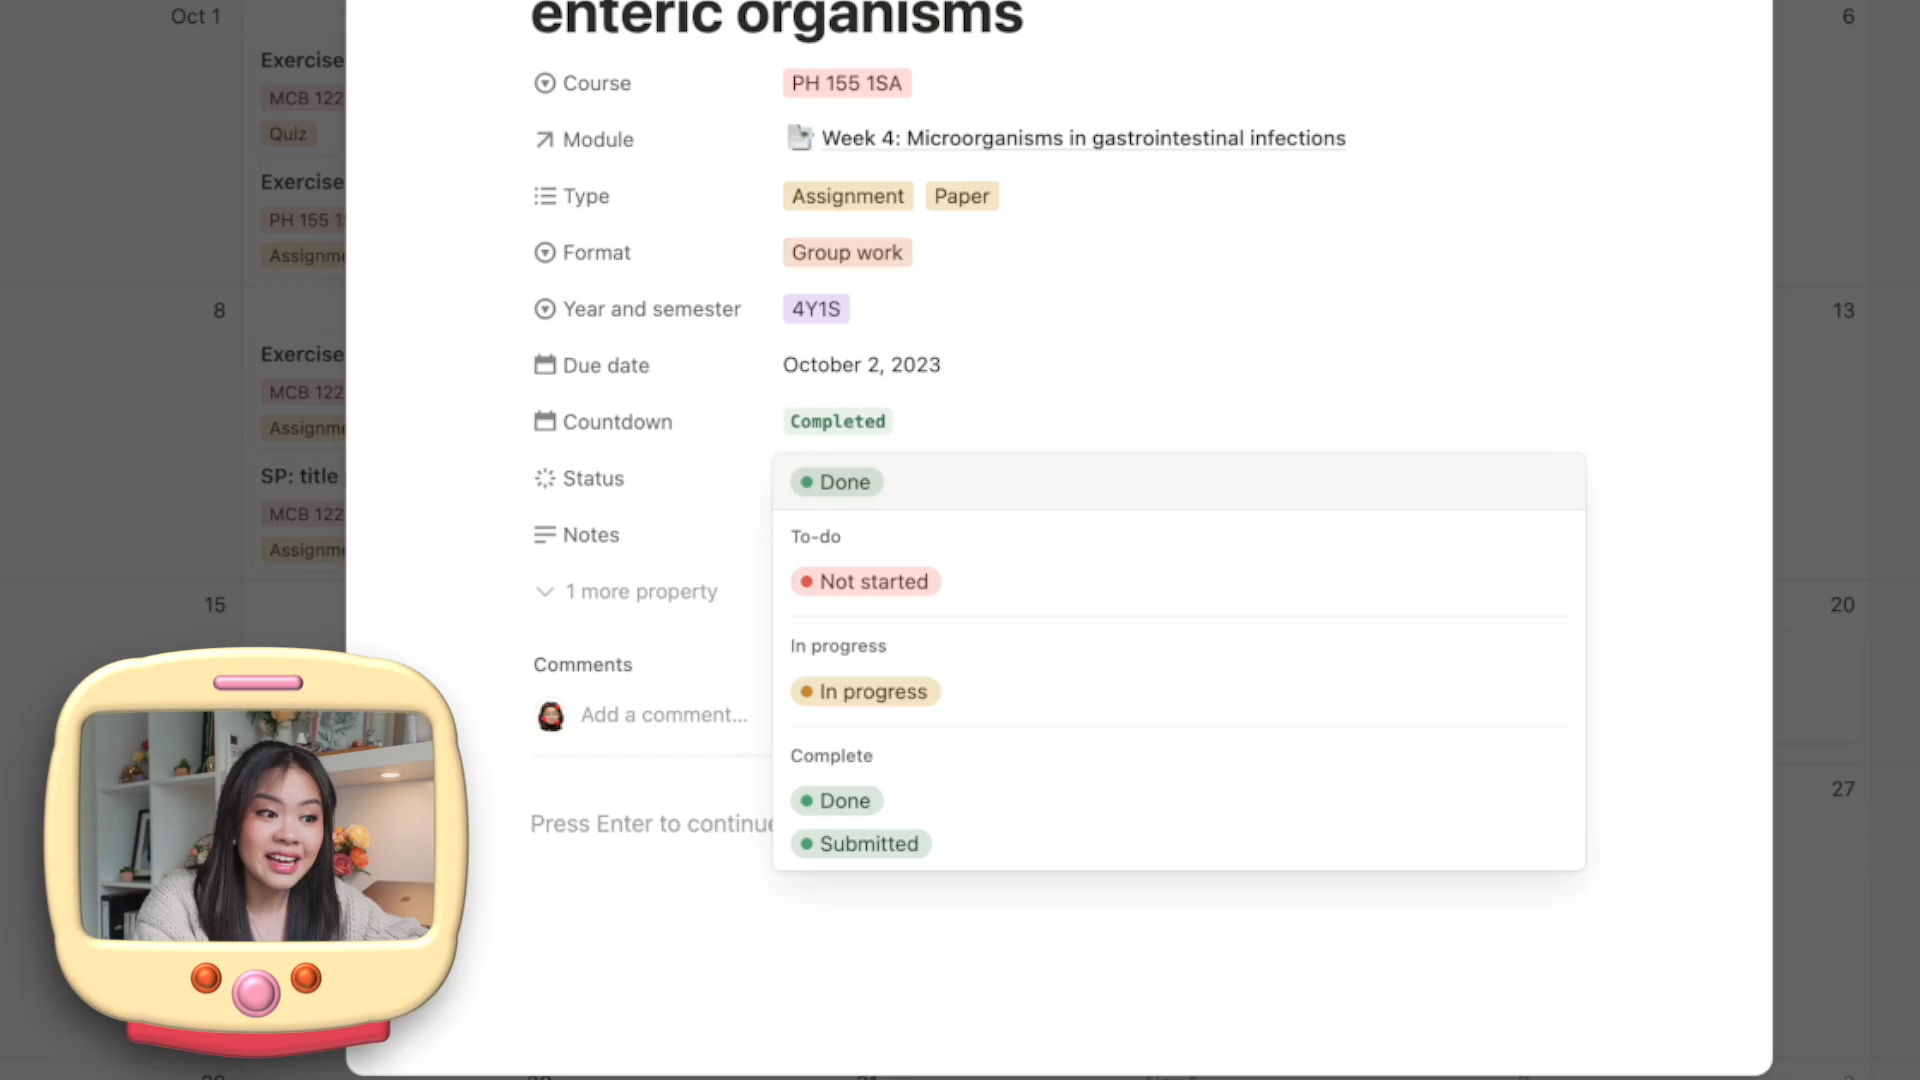 enteric organisms
Oct 1
6
Exercise
MCB 122
Quiz
Exercise
PH 155 1
Assignme
8
13
Exercise
MCB 122
Assignme
SP: title
MCB 122
Assignme
15
20
27
Course
PH 155 1SA
Module
Week 4: Microorganisms in gastrointestinal infections
Type
Assignment Paper
Format
Group work
Year and semester
4Y1S
Due date
October 2, 2023
Countdown
Completed
Status
Done
Notes
1 more property
To-do
Not started
In progress
In progress
Complete
Done
Submitted
Comments
Add a comment...
Press Enter to continue